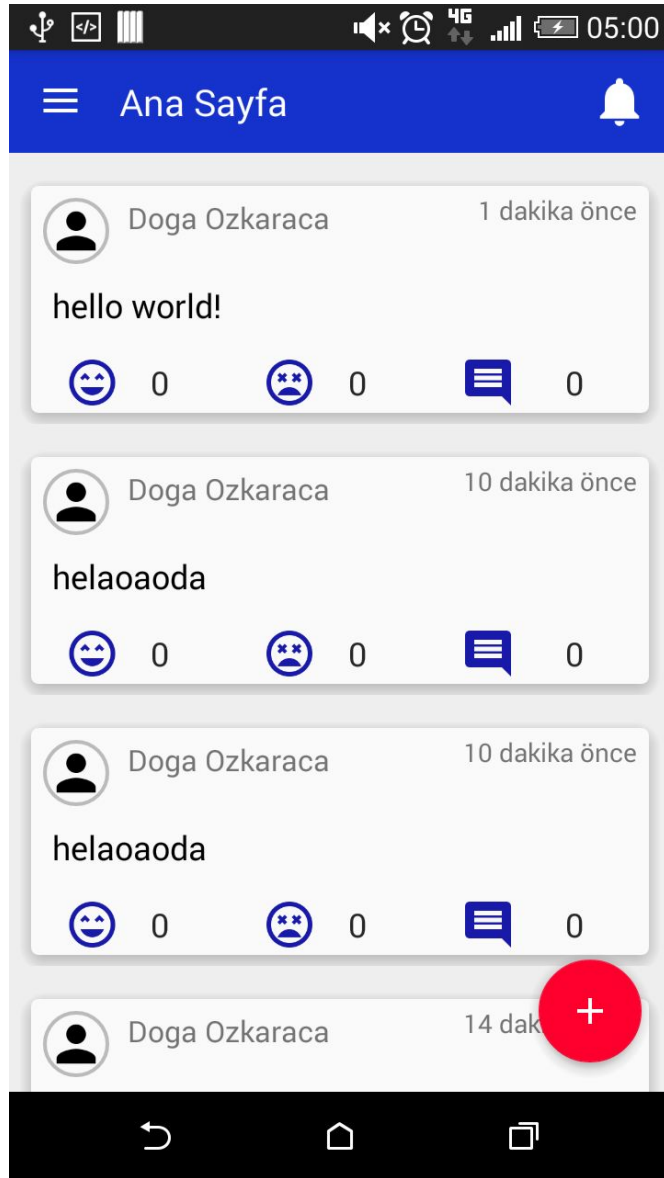 4G 05:00
Ana Sayfa
Doga Ozkaraca 1 dakika önce
hello world!
0 0 0
Doga Ozkaraca 10 dakika önce
helaoaoda
0 0 0
Doga Ozkaraca 10 dakika önce
helaoaoda
0 0 0
Doga Ozkaraca 14 dak